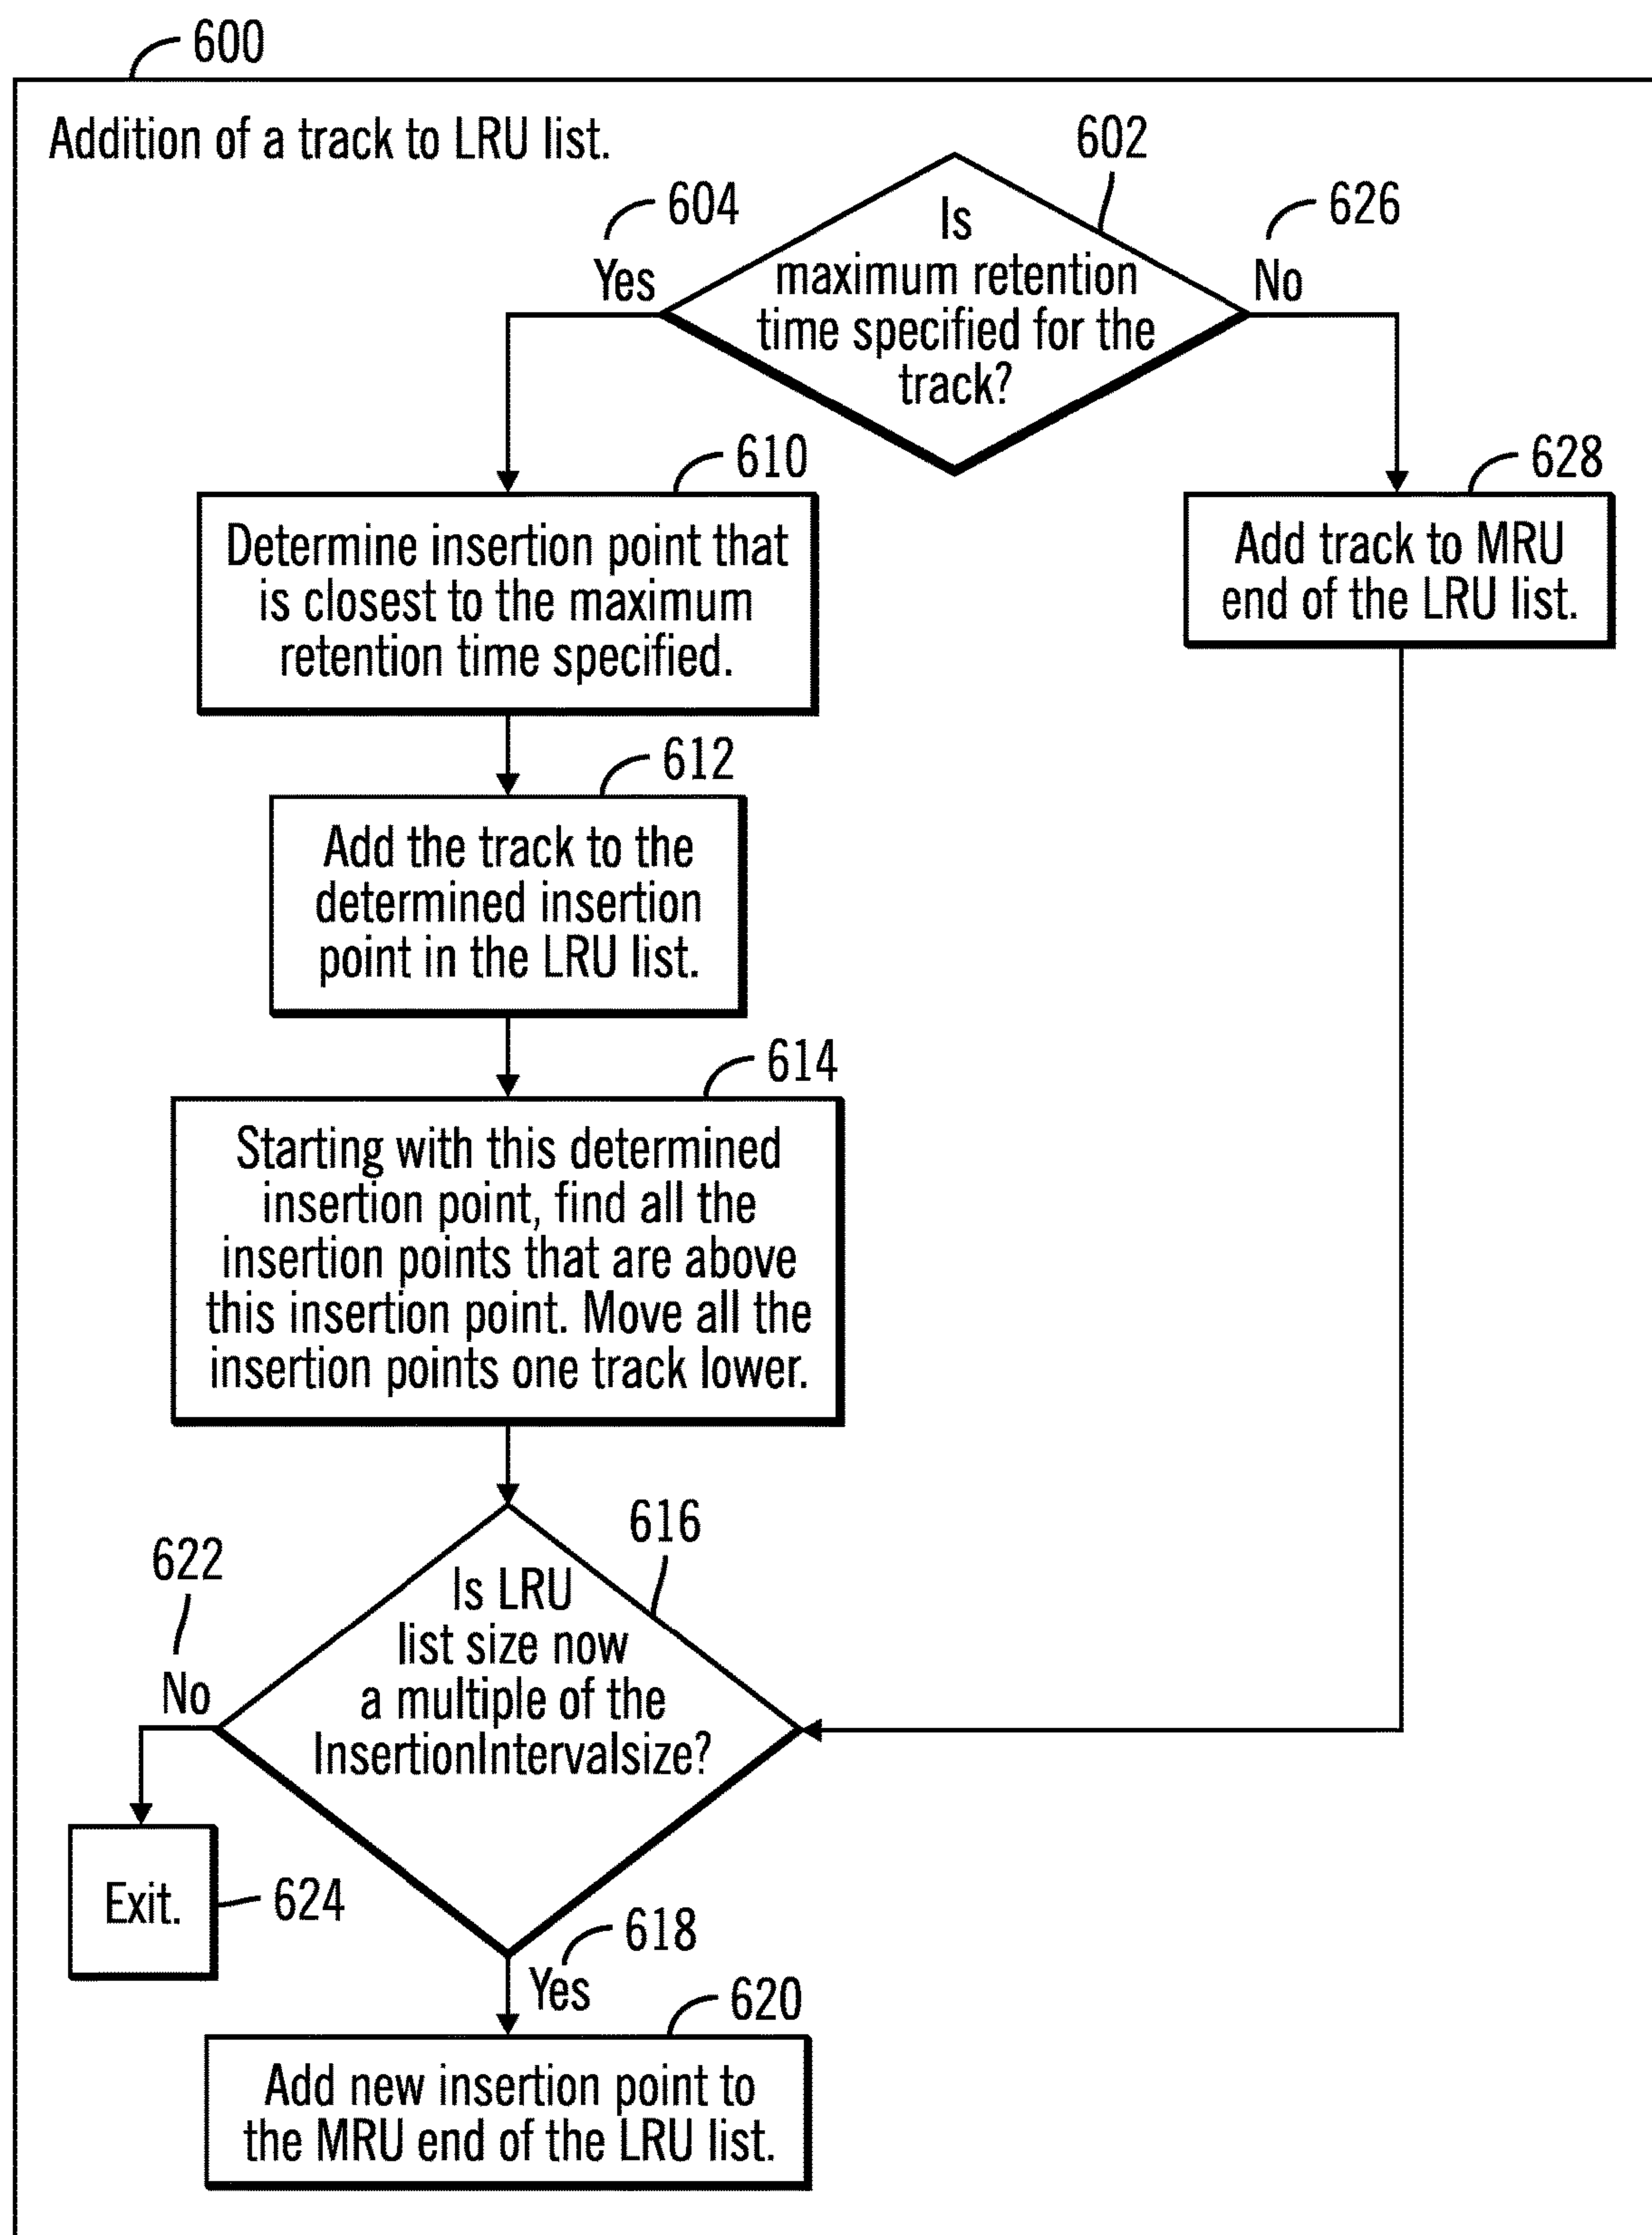 600
Addition of a track to LRU list.
602
604
626
Is
maximum retention
time specified for the
track?
Yes
No
610
628
Determine insertion point that
is closest to the maximum
retention time specified.
Add track to MRU
end of the LRU list.
612
Add the track to the
determined insertion
point in the LRU list.
614
Starting with this determined
insertion point, find all the
insertion points that are above
this insertion point. Move all the
insertion points one track lower.
616
622
Is LRU
list size now
a multiple of the
InsertionIntervalsize?
No
Exit.
624
618
Yes
620
Add new insertion point to
the MRU end of the LRU list.